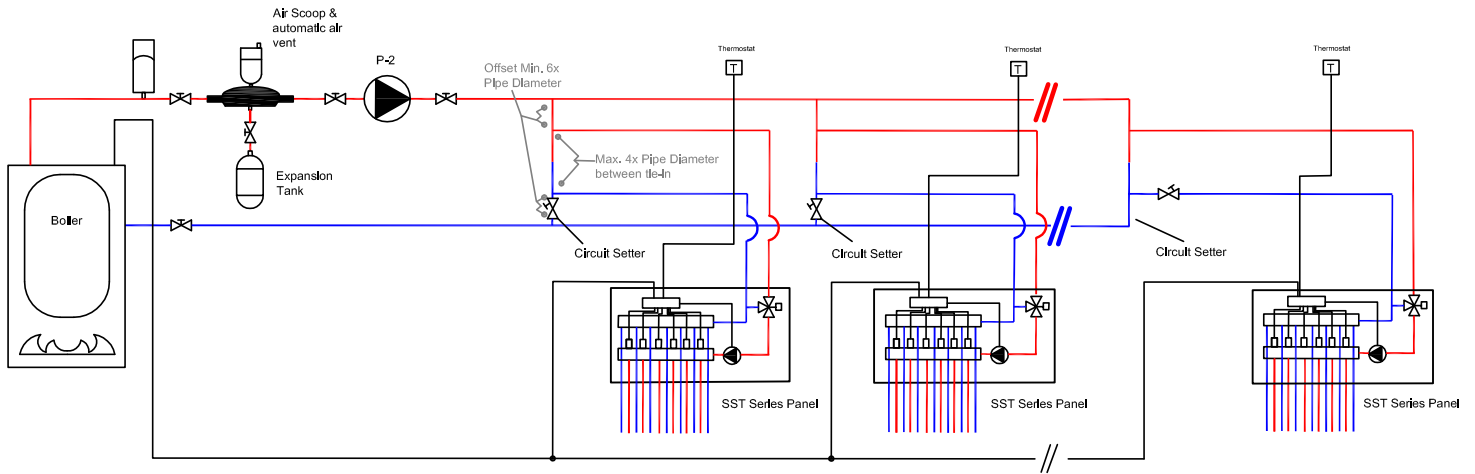 Air Scoop &
automatic air
vent
P-2
Offset Min. 6x
Pipe Diameter
Thermostat
T
Thermostat
T
Thermostat
T
Max. 4x Pipe Diameter
between tie-in
Expansion
Tank
Boiler
Circuit Setter
Circuit Setter
Circuit Setter
SST Series Panel
SST Series Panel
SST Series Panel